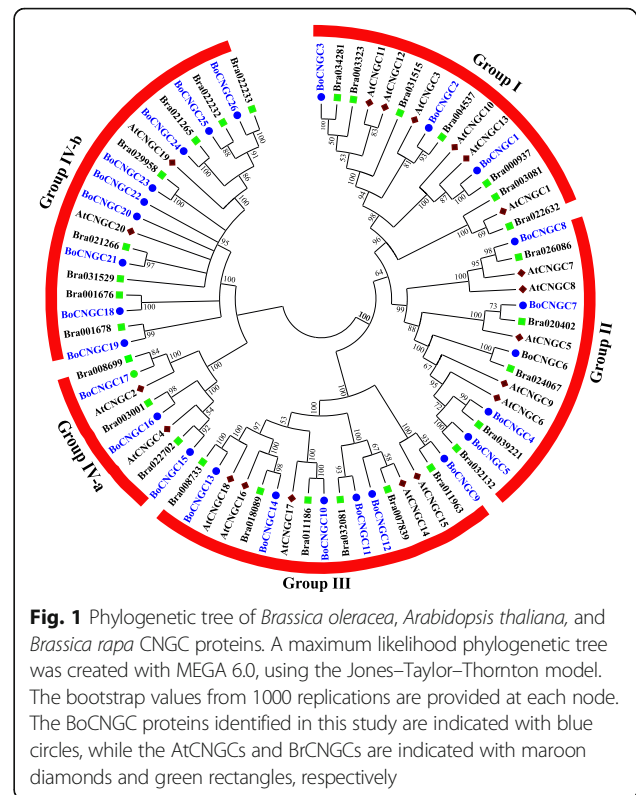 Group I
Group II
Group III
Group IV-a
Group IV-b
BoCNGC3
Bra034281
Bra003323
AtCNGC11
AtCNGC12
Bra031515
AtCNGC3
BoCNGC2
Bra004537
AtCNGC10
AtCNGC13
BoCNGC1
Bra000937
Bra003081
AtCNGC1
Bra022632
BoCNGC8
Bra026086
AtCNGC7
AtCNGC8
BoCNGC7
Bra020402
AtCNGC5
BoCNGC6
Bra024067
AtCNGC9
AtCNGC6
BoCNGC4
Bra039221
BoCNGC5
Bra032132
BoCNGC9
Bra011963
AtCNGC15
AtCNGC14
Bra007839
BoCNGC12
BoCNGC11
Bra033081
BoCNGC10
Bra011186
AtCNGC17
BoCNGC14
Bra018089
AtCNGC16
AtCNGC18
BoCNGC13
Bra008733
BoCNGC15
Bra022702
AtCNGC4
BoCNGC16
Bra003001
AtCNGC2
BoCNGC17
Bra008699
BoCNGC19
Bra001678
BoCNGC18
Bra001676
Bra031529
BoCNGC21
Bra021266
AtCNGC20
BoCNGC20
BoCNGC22
BoCNGC23
Bra029958
AtCNGC19
BoCNGC24
Bra021265
BoCNGC25
Bra022232
BoCNGC26
Bra022233
Fig. 1 Phylogenetic tree of Brassica oleracea, Arabidopsis thaliana, and
Brassica rapa CNGC proteins. A maximum likelihood phylogenetic tree
was created with MEGA 6.0, using the Jones–Taylor–Thornton model.
The bootstrap values from 1000 replications are provided at each node.
The BoCNGC proteins identified in this study are indicated with blue
circles, while the AtCNGCs and BrCNGCs are indicated with maroon
diamonds and green rectangles, respectively